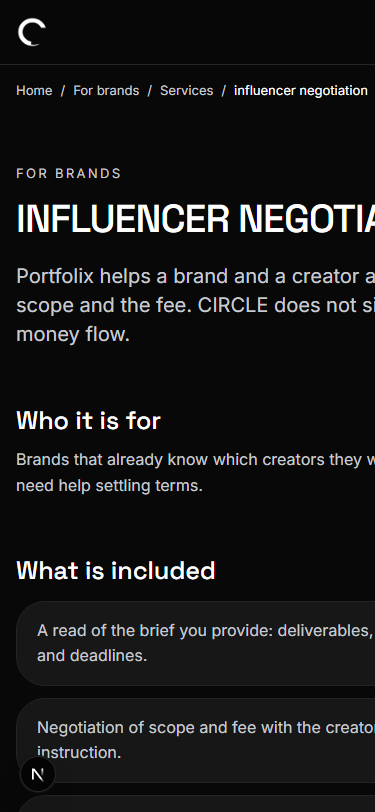 Home / For brands / Services / influencer negotiation
FOR BRANDS
INFLUENCER NEGOTIA
Portfolix helps a brand and a creator a
scope and the fee. CIRCLE does not si
money flow.
Who it is for
Brands that already know which creators they w
need help settling terms.
What is included
A read of the brief you provide: deliverables,
and deadlines.
Negotiation of scope and fee with the creator
instruction.
N